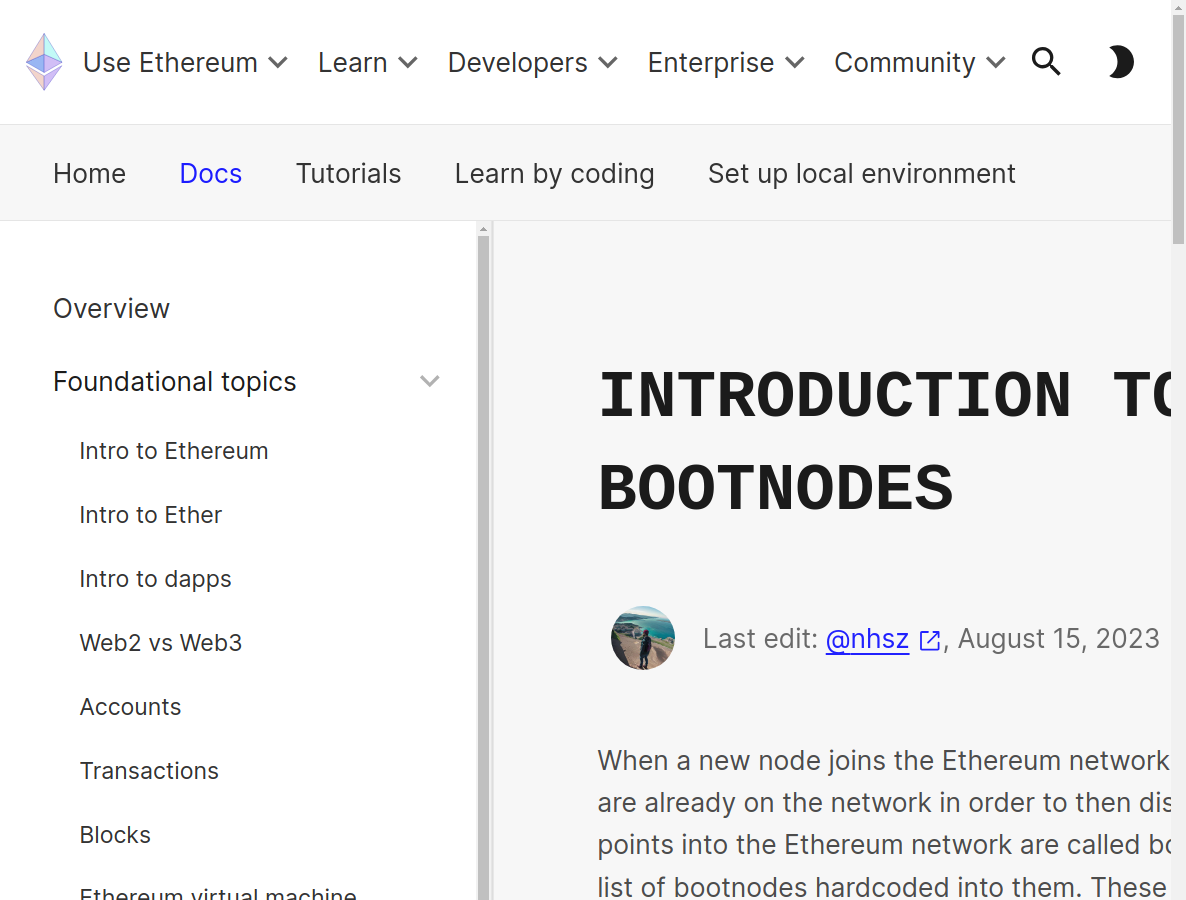 Use Ethereum Learn Developers Enterprise Community
Home Docs Tutorials Learn by coding Set up local environment
Overview
Foundational topics
Intro to Ethereum
Intro to Ether
Intro to dapps
Web2 vs Web3
Accounts
Transactions
Blocks
Ethereum virtual machine
INTRODUCTION TO
BOOTNODES
Last edit: @nhsz, August 15, 2023
When a new node joins the Ethereum network
are already on the network in order to then dis
points into the Ethereum network are called bo
list of bootnodes hardcoded into them. These